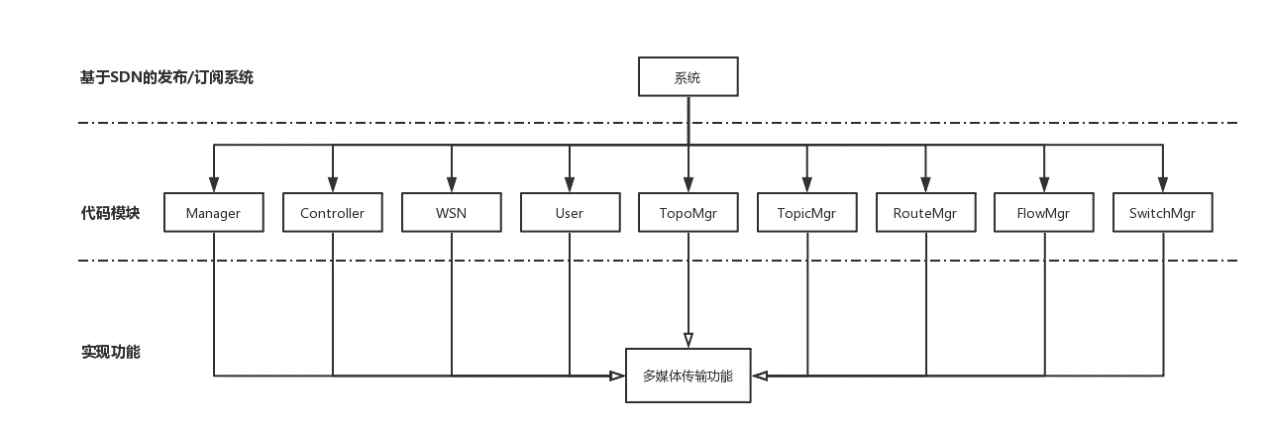 基于SDN的发布/订阅系统
系统
代码模块
Manager
Controller
WSN
User
TopoMgr
TopicMgr
RouteMgr
FlowMgr
SwitchMgr
实现功能
多媒体传输功能